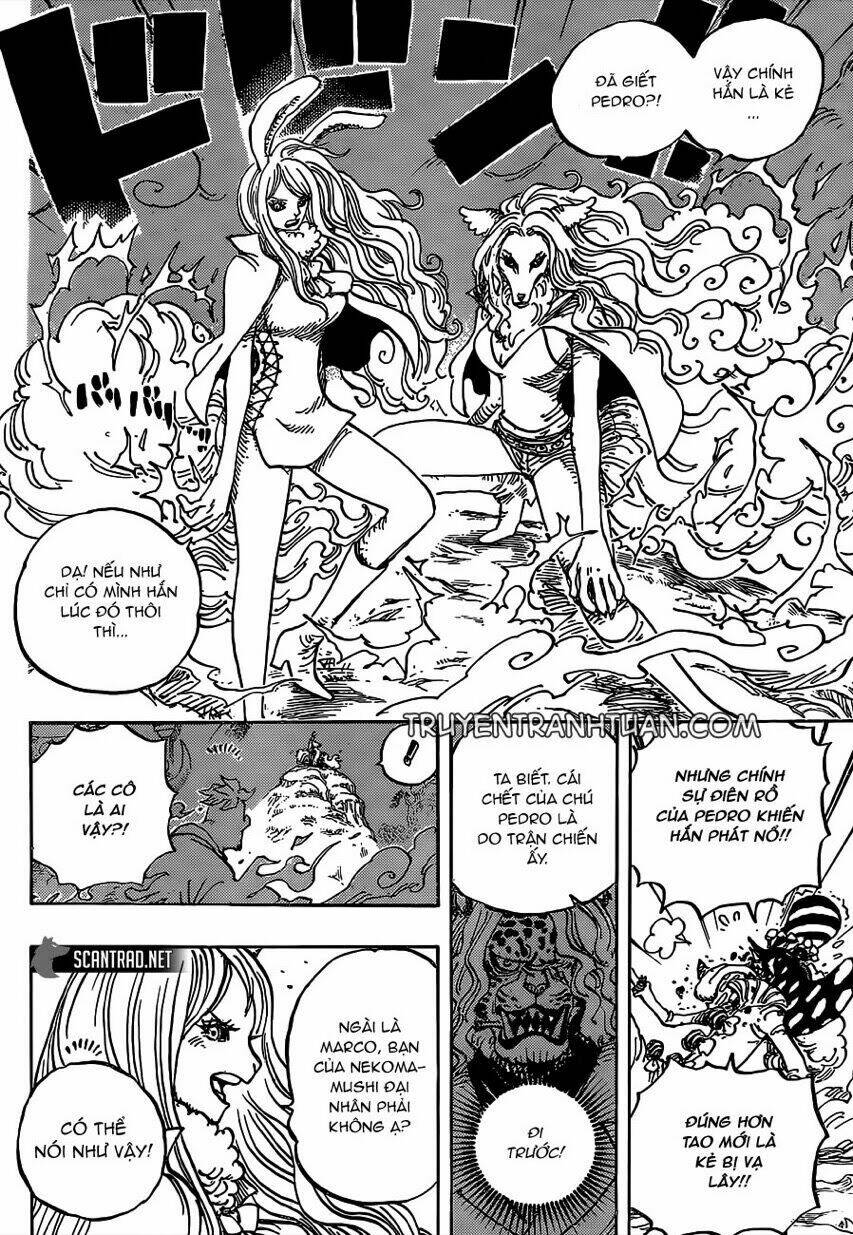 ドドン
VẬY CHÍNH
HẮN LÀ KẺ
...
ĐÃ GIẾT
PEDRO?!
DẠ! NẾU NHƯ
CHỈ CÓ MÌNH HẮN
LÚC ĐÓ THÔI
THÌ...
TRUYENTRANHTUAN.COM
NHƯNG CHÍNH
SỰ ĐIÊN RỒ
CỦA PEDRO KHIẾN
HẮN PHÁT NỔ!!
ĐÚNG HƠN
TAO MỚI LÀ
KẺ BỊ VẠ
LÂY!!
TA BIẾT. CÁI
CHẾT CỦA CHÚ
PEDRO LÀ
DO TRẬN CHIẾN
ẤY.
ĐI
TRƯỚC!
!!
CÁC CÔ
LÀ AI
VẬY?!
SCANTRAD.NET
NGÀI LÀ
MARCO, BẠN
CỦA NEKOMA-
MUSHI ĐẠI
NHÂN PHẢI
KHÔNG Ạ?
CÓ THỂ
NÓI NHƯ VẬY!